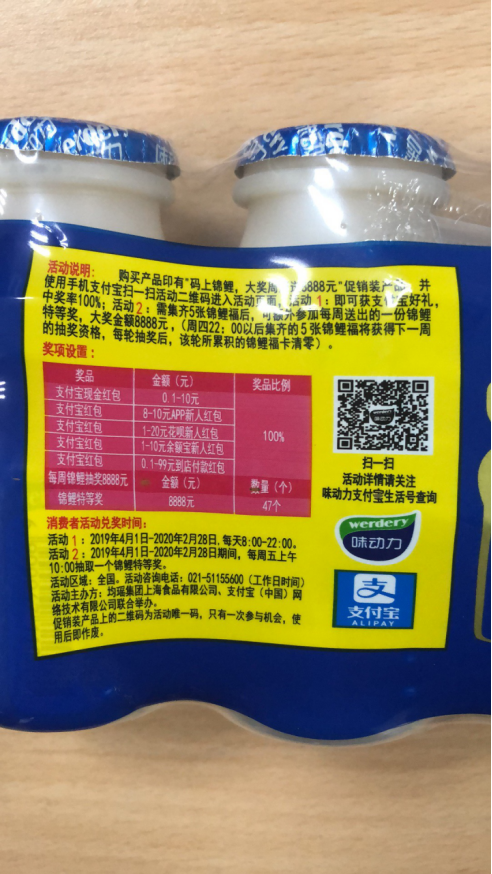 活动说明：
购买产品印有"码上锦鲤，大奖周 8888元"促销装产品，并
使用手机支付宝扫一扫活动二维码进入活动页面，活动1：即可获支付宝好礼，
中奖率100%；活动2：需集齐5张锦鲤福后，可额外参加每周送出的一份锦鲤
特等奖，大奖金额8888元，（周四22：00以后集齐的5张锦鲤福将获得下一周
的抽奖资格，每轮抽奖后，该轮所累积的锦鲤福卡清零）。
奖项设置：
奖品 金额（元） 奖品比例
支付宝现金红包 0.1-10元
支付宝红包 8-10元APP新人红包
支付宝红包 1-20元花呗新人红包 100%
支付宝红包 1-10元余额宝新人红包
支付宝红包 0.1-99元到店付款红包
每周锦鲤抽奖8888元 金额（元） 数量（个）
锦鲤特等奖 8888元 47个
扫一扫
活动详情请关注
味动力支付宝生活号查询
werdery
味动力
支付宝
ALIPAY
消费者活动兑奖时间：
活动1：2019年4月1日-2020年2月28日，每天8:00-22:00。
活动2：2019年4月1日-2020年2月28日期间，每周五上午
10:00抽取一个锦鲤特等奖。
活动区域：全国。活动咨询电话：021-51155600（工作日时间）
活动主办方：均瑶集团上海食品有限公司、支付宝（中国）网
络技术有限公司联合举办。
促销装产品上的二维码为活动唯一码，只有一次参与机会，使
用后即作废。